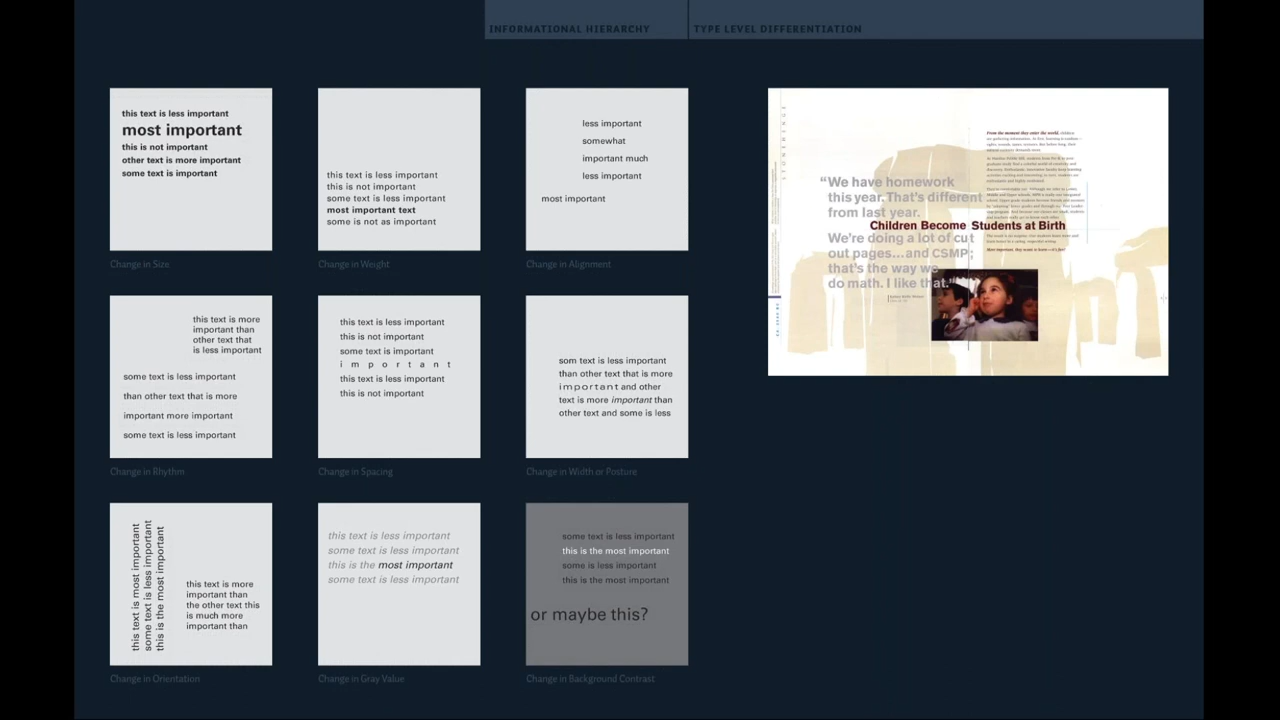 INFORMATIONAL HIERARCHY
TYPE LEVEL DIFFERENTIATION
this text is less important
most important
this is not important
other text is more important
some text is important
Change in Size
this text is less important
this is not important
some text is less important
most important text
some is not as important
Change in Weight
less important
somewhat
important much
less important
most important
Change in Alignment
this text is more
important than
other text that
is less important
some text is less important
than other text that is more
important more important
some text is less important
Change in Rhythm
this text is less important
this is not important
some text is important
i m p o r t a n t
this text is less important
this is not important
Change in Spacing
som text is less important
than other text that is more
important and other
text is more important than
other text and some is less
Change in Width or Posture
this text is most important
some text is less important
this is the most important
this text is more
important than
the other text this
is much more
important than
Change in Orientation
this text is less important
some text is less important
this is the most important
some text is less important
Change in Gray Value
some text is less important
this is the most important
some is less important
this is the most important
or maybe this?
Change in Background Contrast
“We have homework
this year. That's different
from last year.
We're doing a lot of cut
out pages...and CSMP;
that's the way we
do math. I like that.”
Children Become Students at Birth
From the moment they enter the world, children